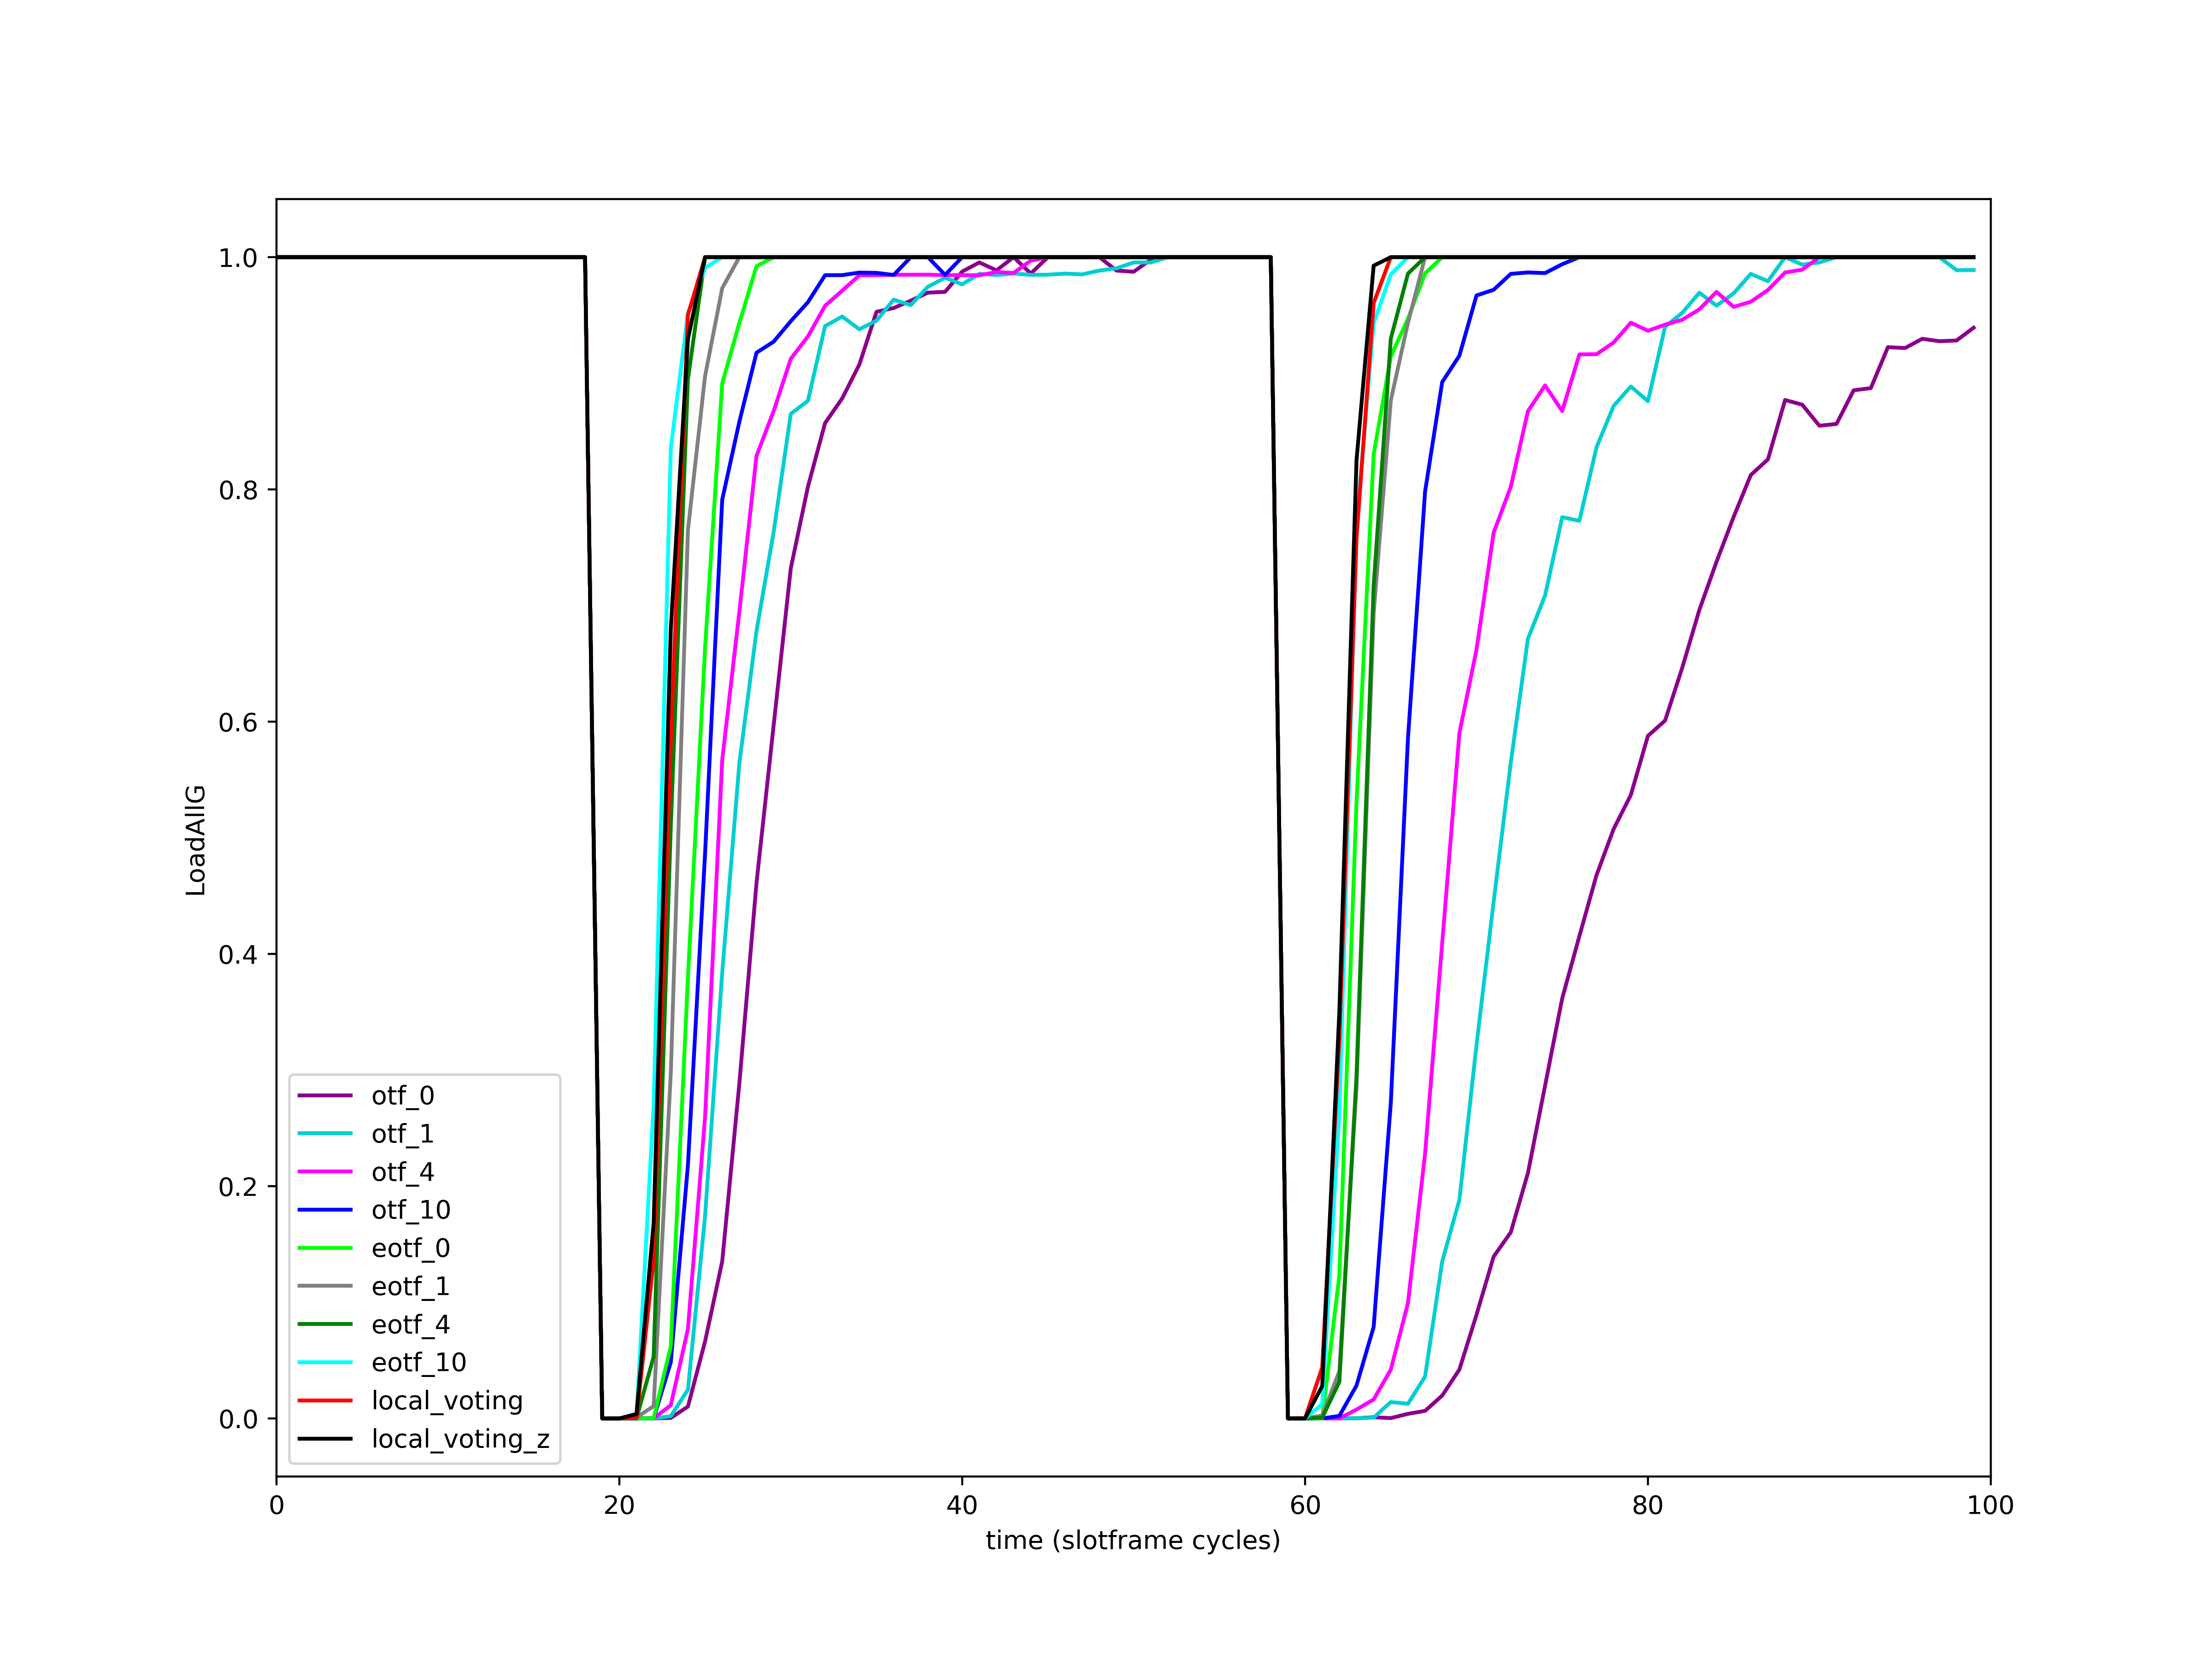 1.0
0.8
0.6
0.4
0.2
0.0
LoadAllG
otf_0
otf_1
otf_4
otf_10
eotf_0
eotf_1
eotf_4
eotf_10
local_voting
local_voting_z
0 20 40 60 80 100
time (slotframe cycles)